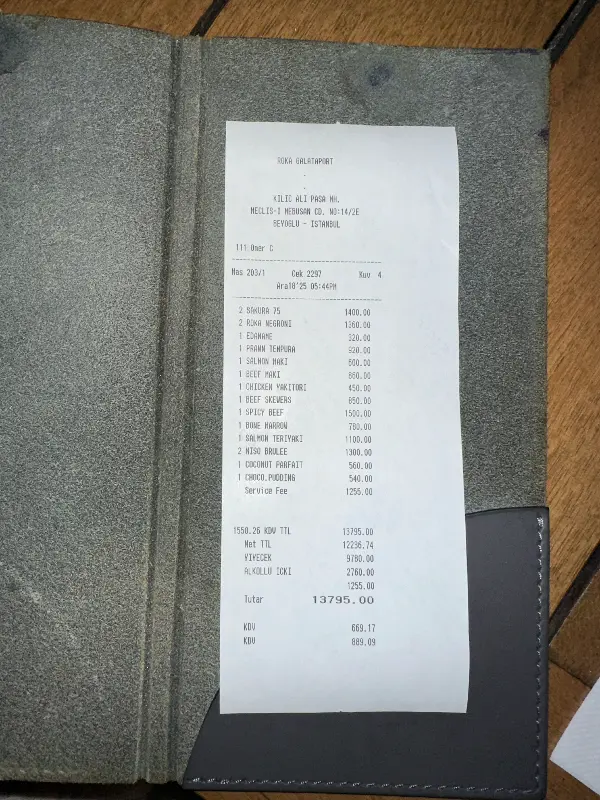 ROKA GALATAPORT
.
.
KILIC ALI PASA MH.
MECLIS-I MEBUSAN CD. NO:14/2E
BEYOGLU - ISTANBUL
111 Omer C
Mas 203/1 Cek 2297 Kuv 4
Ara18'25 05:44PM
2 SAKURA 75 1400.00
2 ROKA NEGRONI 1360.00
1 EDAMAME 320.00
1 PRAWN TEMPURA 920.00
1 SALMON MAKI 600.00
1 BEEF MAKI 860.00
1 CHICKEN YAKITORI 450.00
1 BEEF SKEWERS 850.00
1 SPICY BEEF 1500.00
1 BONE MARROW 780.00
1 SALMON TERIYAKI 1100.00
2 MISO BRULEE 1300.00
1 COCONUT PARFAIT 560.00
1 CHOCO.PUDDING 540.00
Service Fee 1255.00
1558.26 KDV TTL 13795.00
Net TTL 12236.74
YIYECEK 9780.00
ALKOLLU ICKI 2760.00
1255.00
Tutar 13795.00
KDV 669.17
KDV 889.09